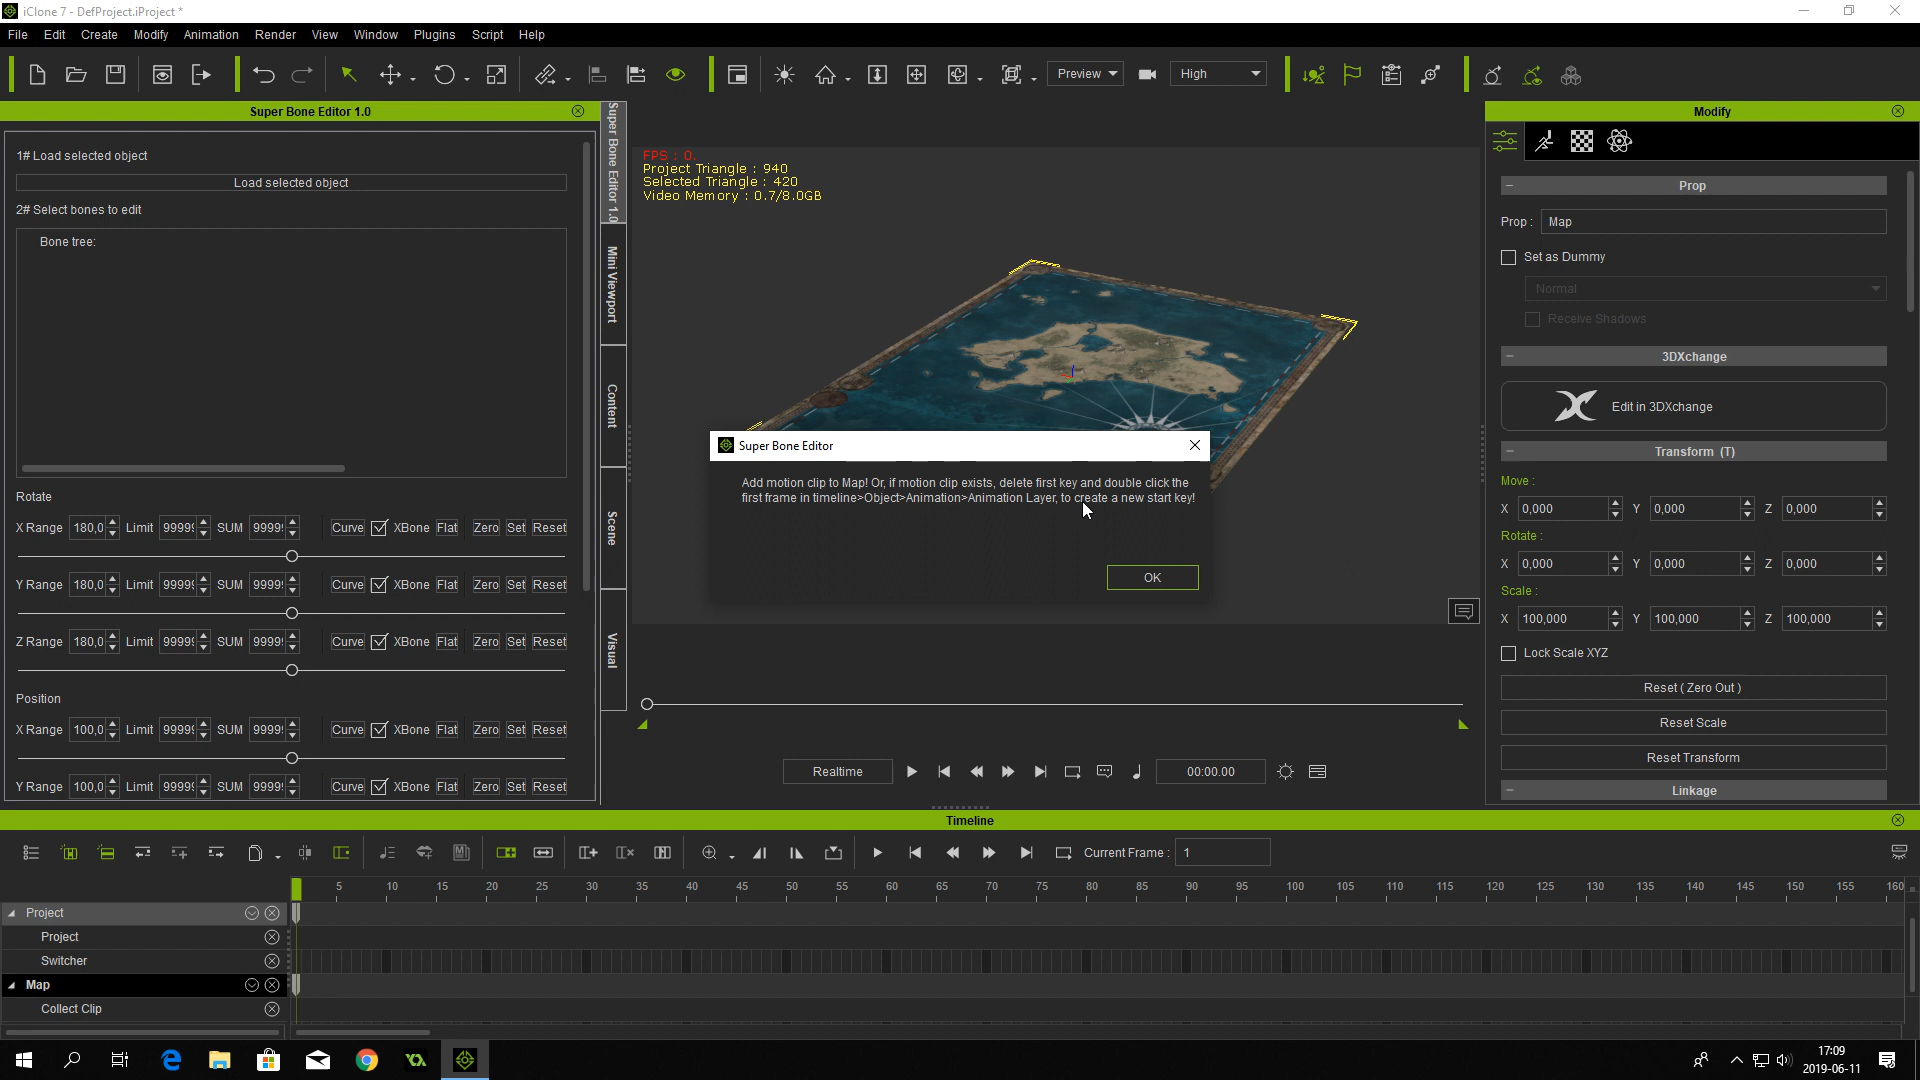 iClone 7 - DefProject.iProject *
File Edit Create Modify Animation Render View Window Plugins Script Help
Preview High
Super Bone Editor 1.0
1# Load selected object
Load selected object
2# Select bones to edit
Bone tree:
Rotate
X Range 180,0 Limit 9999 SUM 9999 Curve XBone Flat Zero Set Reset
Y Range 180,0 Limit 9999 SUM 9999 Curve XBone Flat Zero Set Reset
Z Range 180,0 Limit 9999 SUM 9999 Curve XBone Flat Zero Set Reset
Position
X Range 100,0 Limit 9999 SUM 9999 Curve XBone Flat Zero Set Reset
Y Range 100,0 Limit 9999 SUM 9999 Curve XBone Flat Zero Set Reset
Super Bone Editor 1.0
Mini Viewport
Content
Scene
Visual
FPS : 0.
Project Triangle : 940
Selected Triangle : 420
Video Memory : 0.7/8.0GB
Super Bone Editor
Add motion clip to Map! Or, if motion clip exists, delete first key and double click the
first frame in timeline>Object>Animation>Animation Layer, to create a new start key!
OK
Realtime 00:00.00
Modify
Prop
Prop : Map
Set as Dummy
Normal
Receive Shadows
3DXchange
Edit in 3DXchange
Transform (T)
Move :
X 0,000 Y 0,000 Z 0,000
Rotate :
X 0,000 Y 0,000 Z 0,000
Scale :
X 100,000 Y 100,000 Z 100,000
Lock Scale XYZ
Reset ( Zero Out )
Reset Scale
Reset Transform
Linkage
Timeline
Current Frame : 1
5 10 15 20 25 30 35 40 45 50 55 60 65 70 75 80 85 90 95 100 105 110 115 120 125 130 135 140 145 150 155 160
Project
Project
Switcher
Map
Collect Clip
17:09
2019-06-11